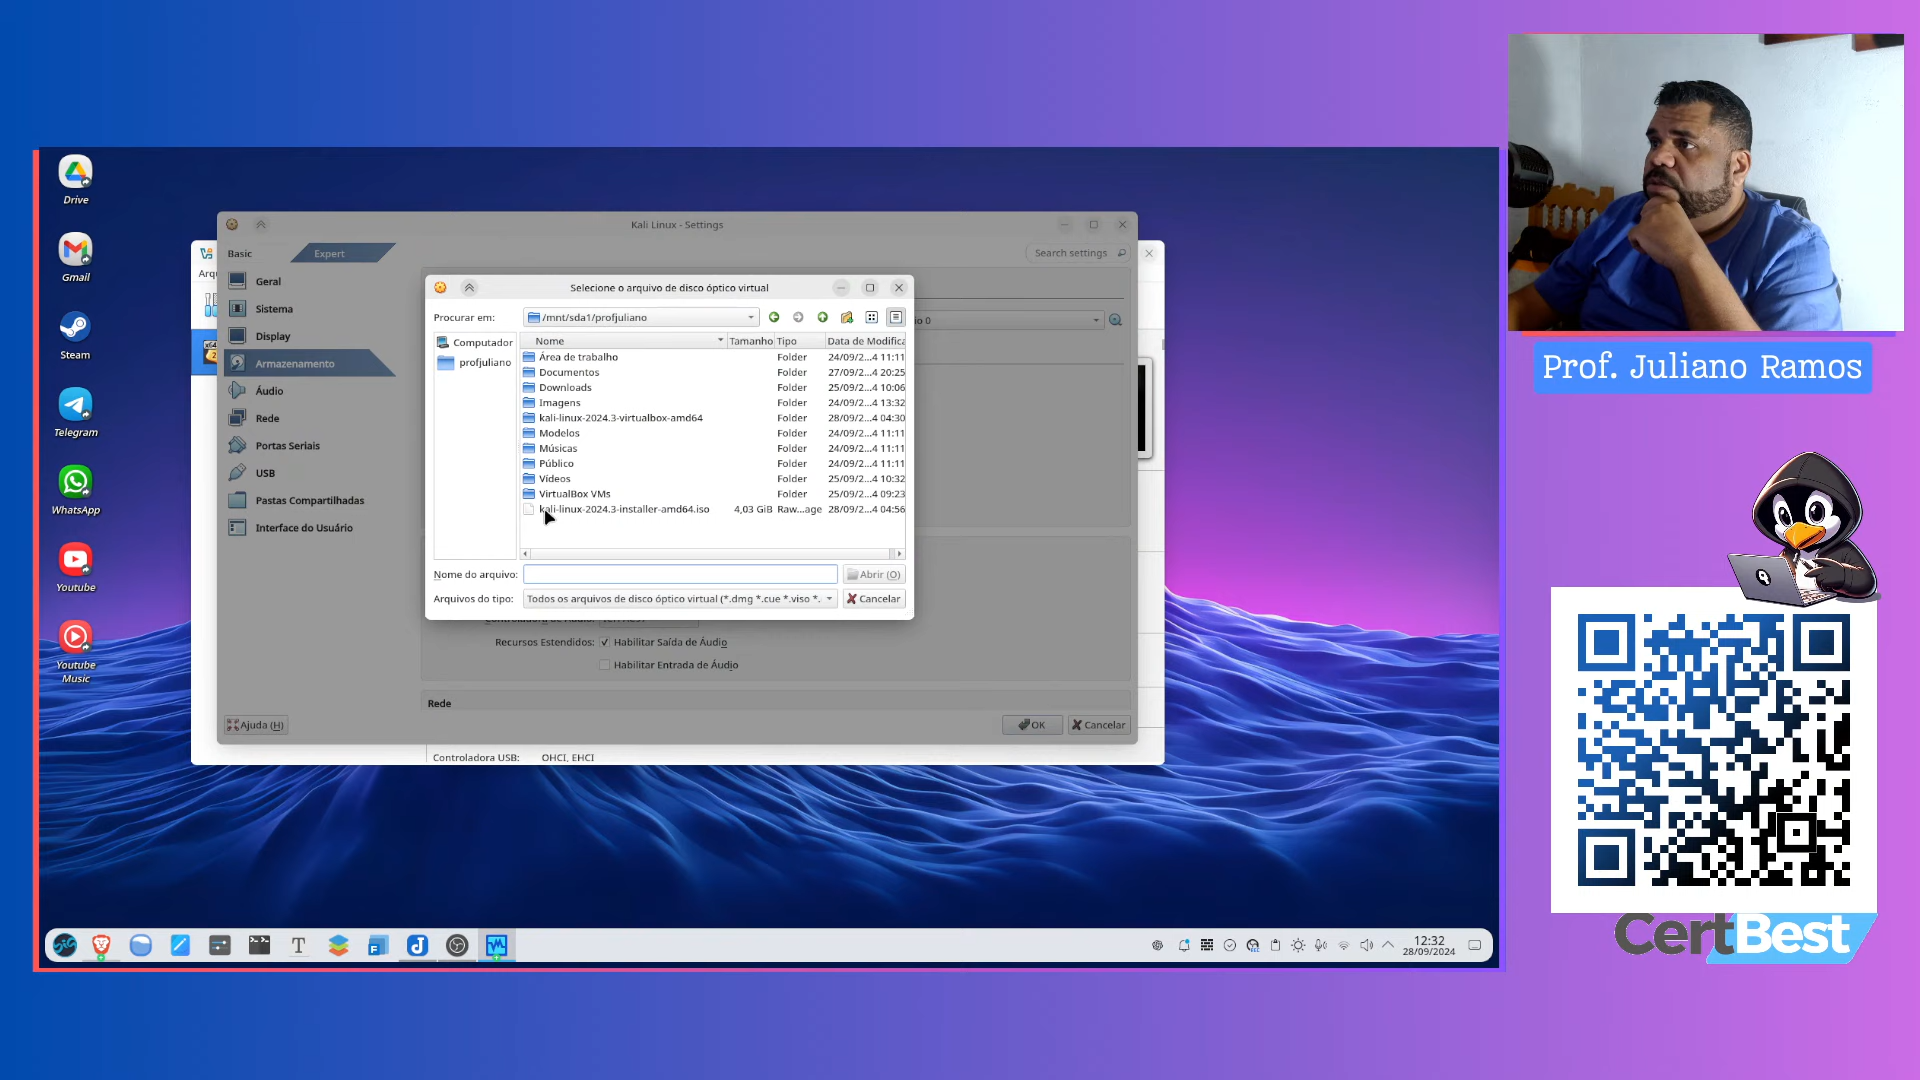 Drive
Gmail
Steam
Telegram
WhatsApp
Youtube
Youtube
Music
Kali Linux - Settings
Basic
Expert
Search settings
Geral
Sistema
Display
Armazenamento
Áudio
Rede
Portas Seriais
USB
Pastas Compartilhadas
Interface do Usuário
Selecione o arquivo de disco óptico virtual
Procurar em:
/mnt/sda1/profjuliano
Computador
profjuliano
Nome Tamanho Tipo Data de Modifica
Área de trabalho Folder 24/09/2...4 11:11
Documentos Folder 27/09/2...4 20:25
Downloads Folder 25/09/2...4 10:06
Imagens Folder 24/09/2...4 13:32
kali-linux-2024.3-virtualbox-amd64 Folder 28/09/2...4 04:30
Modelos Folder 24/09/2...4 11:11
Músicas Folder 24/09/2...4 11:11
Público Folder 24/09/2...4 11:11
Vídeos Folder 25/09/2...4 10:32
VirtualBox VMs Folder 25/09/2...4 09:23
kali-linux-2024.3-installer-amd64.iso 4,03 GiB Raw...age 28/09/2...4 04:56
Nome do arquivo:
Abrir (O)
Arquivos do tipo: Todos os arquivos de disco óptico virtual (*.dmg *.cue *.viso *.
Cancelar
Recursos Estendidos: Habilitar Saída de Áudio
Habilitar Entrada de Áudio
Rede
Ajuda (H)
OK
Cancelar
Controladora USB: OHCI, EHCI
12:32
28/09/2024
Prof. Juliano Ramos
CertBest